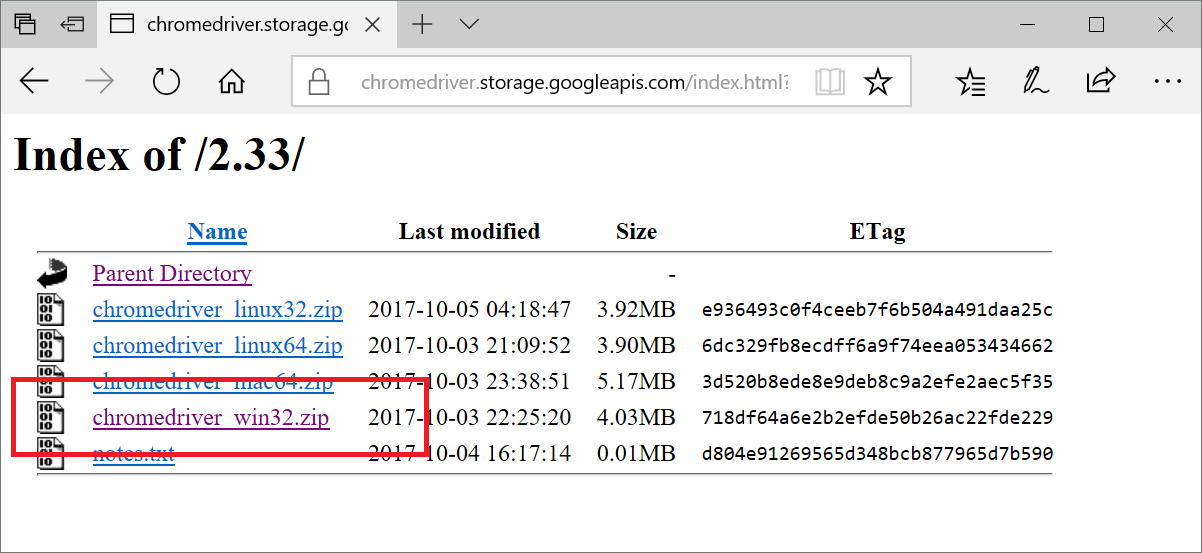 chromedriver.storage.gc
chromedriver.storage.googleapis.com/index.html?
Index of /2.33/
Name Last modified Size ETag
Parent Directory -
chromedriver_linux32.zip 2017-10-05 04:18:47 3.92MB e936493c0f4ceeb7f6b504a491daa25c
chromedriver_linux64.zip 2017-10-03 21:09:52 3.90MB 6dc329fb8ecdff6a9f74eea053434662
chromedriver_mac64.zip 2017-10-03 23:38:51 5.17MB 3d520b8ede8e9deb8c9a2efe2aec5f35
chromedriver_win32.zip 2017-10-03 22:25:20 4.03MB 718df64a6e2b2efde50b26ac22fde229
notes.txt 2017-10-04 16:17:14 0.01MB d804e91269565d348bcb877965d7b590